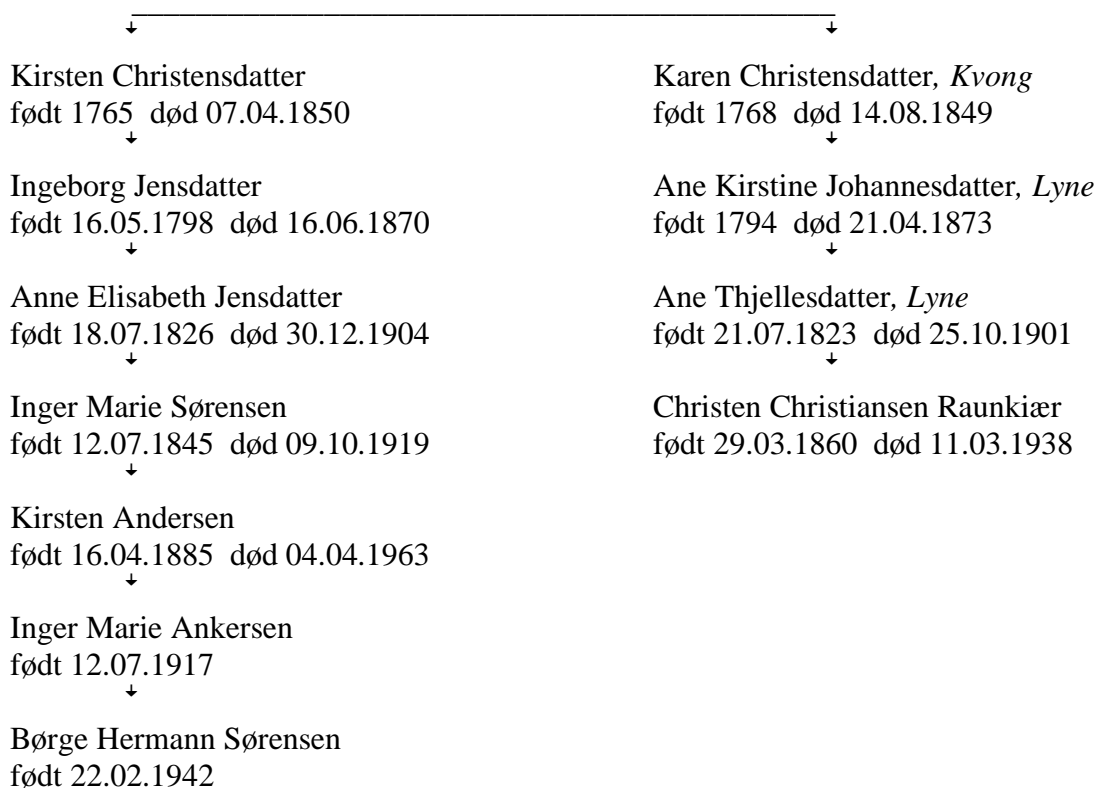 Kirsten Christensdatter
født 1765 død 07.04.1850
Ingeborg Jensdatter
født 16.05.1798 død 16.06.1870
Anne Elisabeth Jensdatter
født 18.07.1826 død 30.12.1904
Inger Marie Sørensen
født 12.07.1845 død 09.10.1919
Kirsten Andersen
født 16.04.1885 død 04.04.1963
Inger Marie Ankersen
født 12.07.1917
Børge Hermann Sørensen
født 22.02.1942
Karen Christensdatter, Kvong
født 1768 død 14.08.1849
Ane Kirstine Johannesdatter, Lyne
født 1794 død 21.04.1873
Ane Thjellesdatter, Lyne
født 21.07.1823 død 25.10.1901
Christen Christiansen Raunkiær
født 29.03.1860 død 11.03.1938